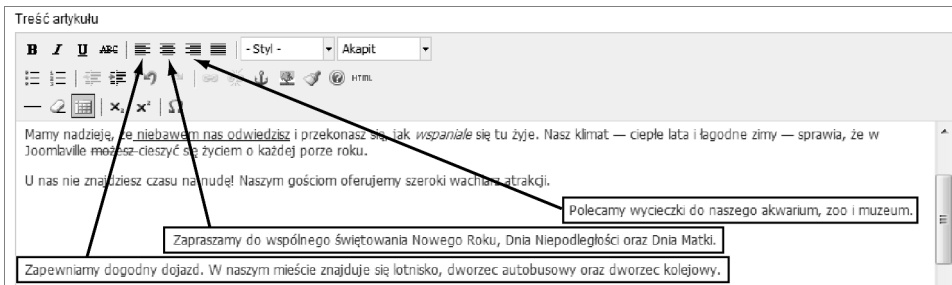 Treść artykułu
B I U ABC - Styl - Akapit
HTML
x₂ x² Ω
Mamy nadzieję, że niebawem nas odwiedzisz i przekonasz się, jak wspaniale się tu żyje. Nasz klimat — ciepłe lata i łagodne zimy — sprawia, że w
Joomlaville możesz cieszyć się życiem o każdej porze roku.
U nas nie znajdziesz czasu na nudę! Naszym gościom oferujemy szeroki wachlarz atrakcji.
Polecamy wycieczki do naszego akwarium, zoo i muzeum.
Zapraszamy do wspólnego świętowania Nowego Roku, Dnia Niepodległości oraz Dnia Matki.
Zapewniamy dogodny dojazd. W naszym mieście znajduje się lotnisko, dworzec autobusowy oraz dworzec kolejowy.